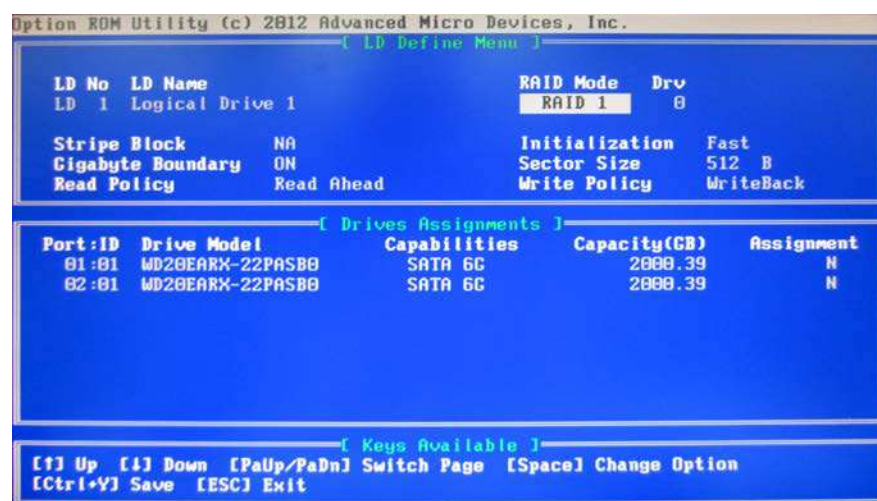 Option ROM Utility (c) 2012 Advanced Micro Devices, Inc.
[ LD Define Menu ]
LD No LD Name RAID Mode Drv
LD 1 Logical Drive 1 RAID 1 0
Stripe Block NA Initialization Fast
Gigabyte Boundary ON Sector Size 512 B
Read Policy Read Ahead Write Policy WriteBack
[ Drives Assignments ]
Port:ID Drive Model Capabilities Capacity(GB) Assignment
01:01 WD20EARX-22PASB0 SATA 6G 2000.39 N
02:01 WD20EARX-22PASB0 SATA 6G 2000.39 N
[ Keys Available ]
[↑] Up [↓] Down [PaUp/PaDn] Switch Page [Space] Change Option
[Ctrl+Y] Save [ESC] Exit